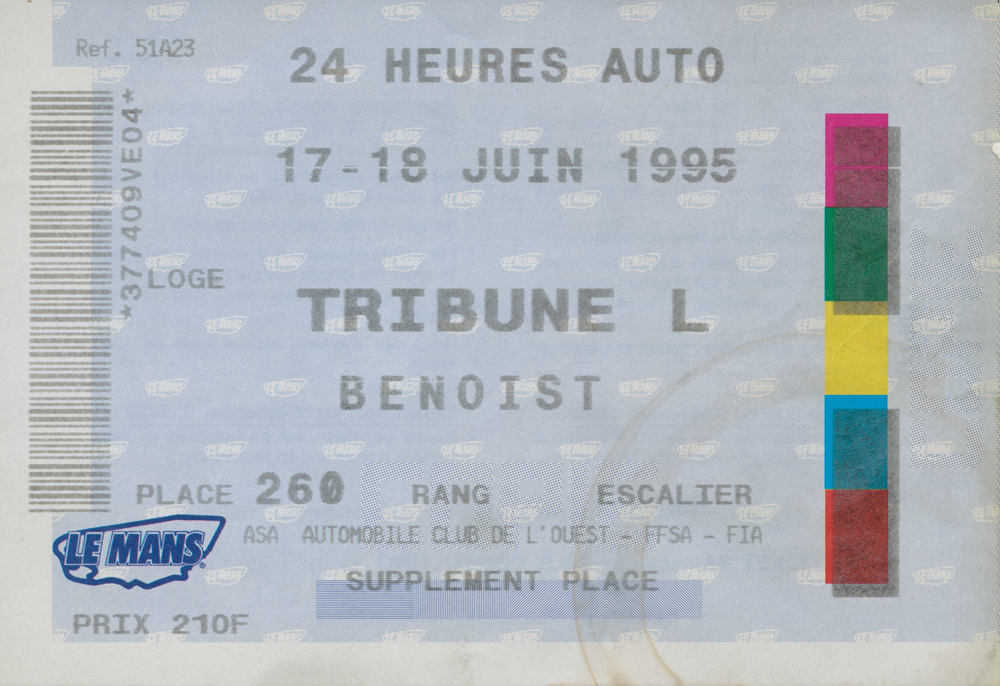 Ref. 51A23
24 HEURES AUTO
*377409VE04*
17-18 JUIN 1995
LOGE
TRIBUNE L
BENOIST
PLACE 260 RANG ESCALIER
LE MANS®
ASA AUTOMOBILE CLUB DE L'OUEST - FFSA - FIA
SUPPLEMENT PLACE
PRIX 210F